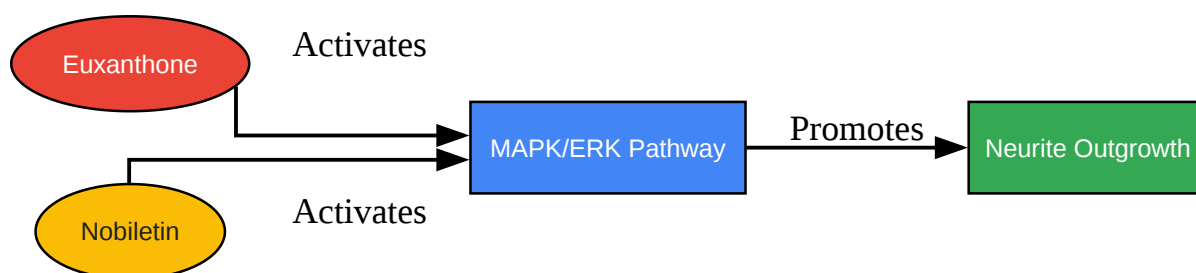 Euxanthone
Activates
MAPK/ERK Pathway
Promotes
Neurite Outgrowth
Activates
Nobiletin